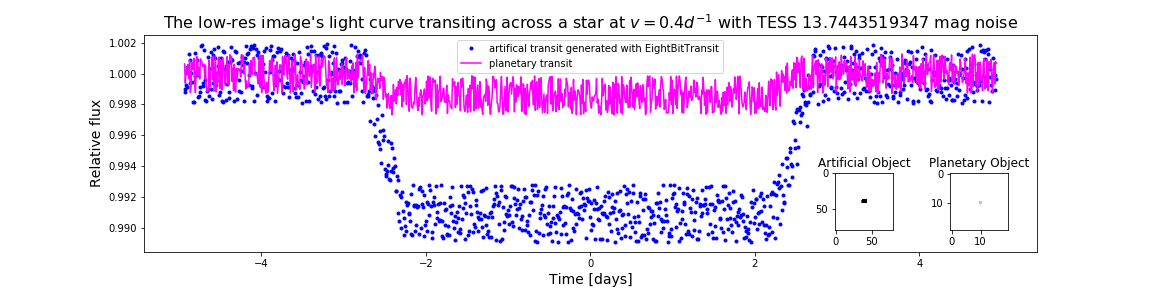 The low-res image's light curve transiting across a star at v = 0.4d⁻¹ with TESS 13.7443519347 mag noise
artifical transit generated with EightBitTransit
planetary transit
Relative flux
1.002
1.000
0.998
0.996
0.994
0.992
0.990
Artificial Object
Planetary Object
0
50
0 50
0
10
0 10
−4 −2 0 2 4
Time [days]